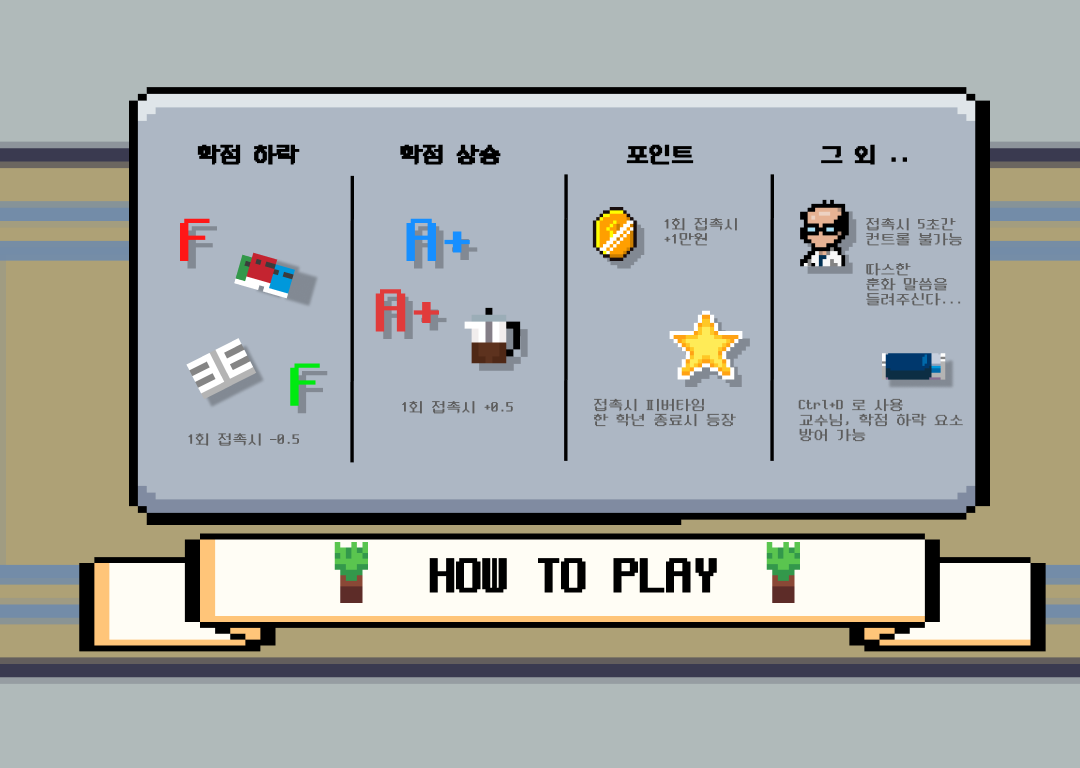 학점 하락
F
F
1회 접촉시 -0.5
학점 상승
A+
A+
1회 접촉시 +0.5
포인트
1회 접촉시
+1만원
접촉시 피버타임
한 학년 종료시 등장
그 외 ..
접촉시 5초간
컨트롤 불가능
따스한
훈화 말씀을
들려주신다...
Ctrl+D 로 사용
교수님, 학점 하락 요소
방어 가능
HOW TO PLAY